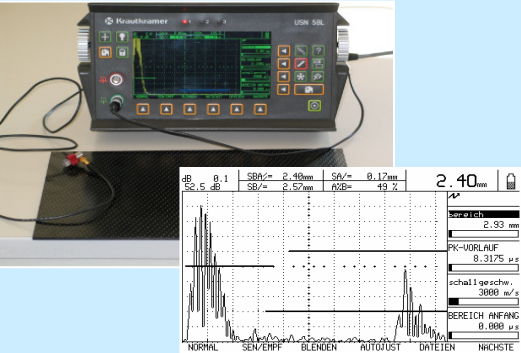 Krautkramer
USN 58L
dB 0.1
52.5 dB
SBA/= 2.40mm
SB/= 2.57mm
SA/= 0.17mm
A%B= 49 %
2.40mm
bereich
2.93 mm
PK-VORLAUF
8.3175 µs
schallgeschw.
3000 m/s
BEREICH ANFANG
0.000 µs
NORMAL SEN/EMPF BLENDEN AUTOJUST DATEIEN NACHSTE